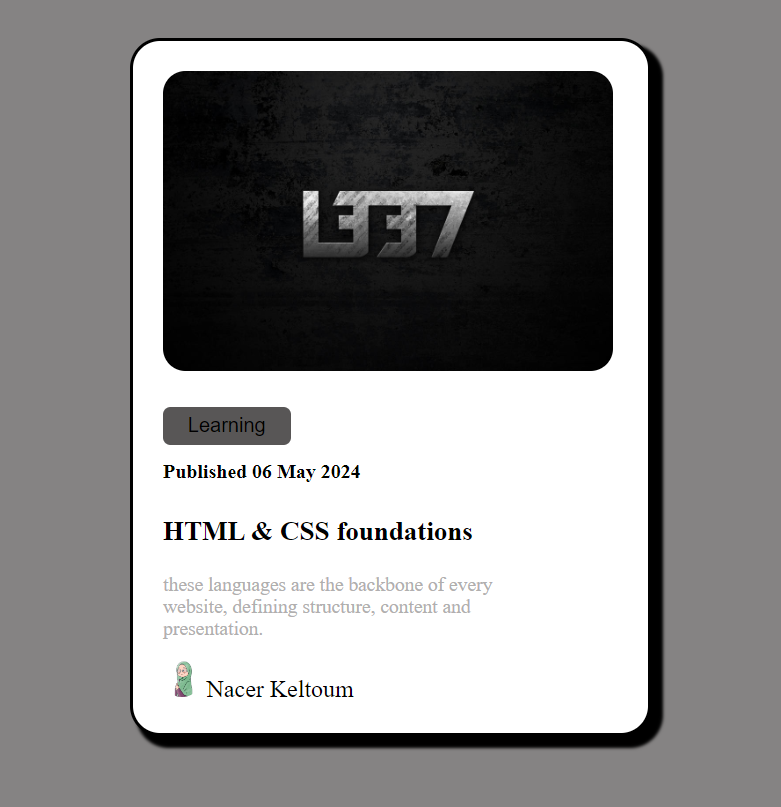 L337
Learning
Published 06 May 2024
HTML & CSS foundations
these languages are the backbone of every
website, defining structure, content and
presentation.
Nacer Keltoum